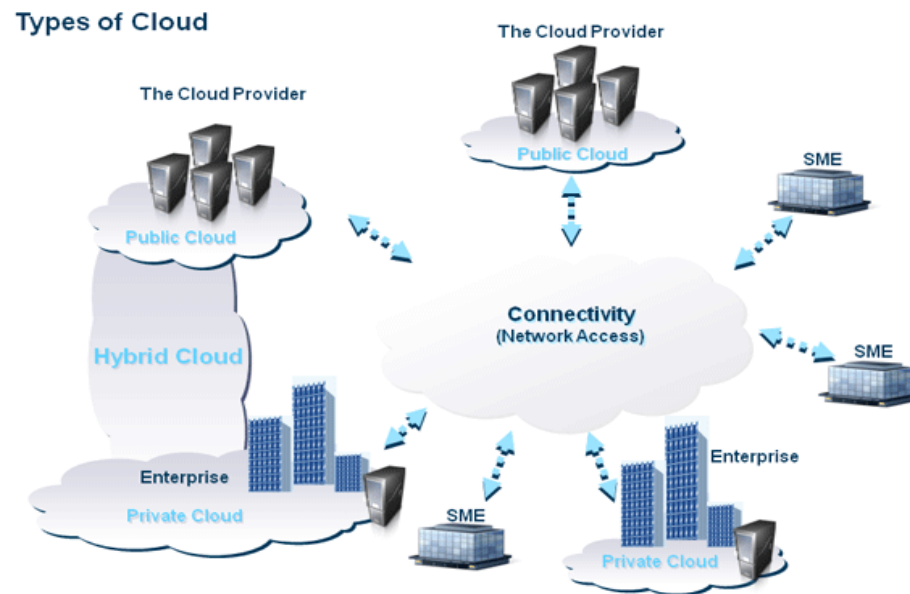 Types of Cloud
The Cloud Provider
Public Cloud
The Cloud Provider
Public Cloud
SME
Connectivity
(Network Access)
SME
Hybrid Cloud
Enterprise
Private Cloud
SME
Enterprise
Private Cloud